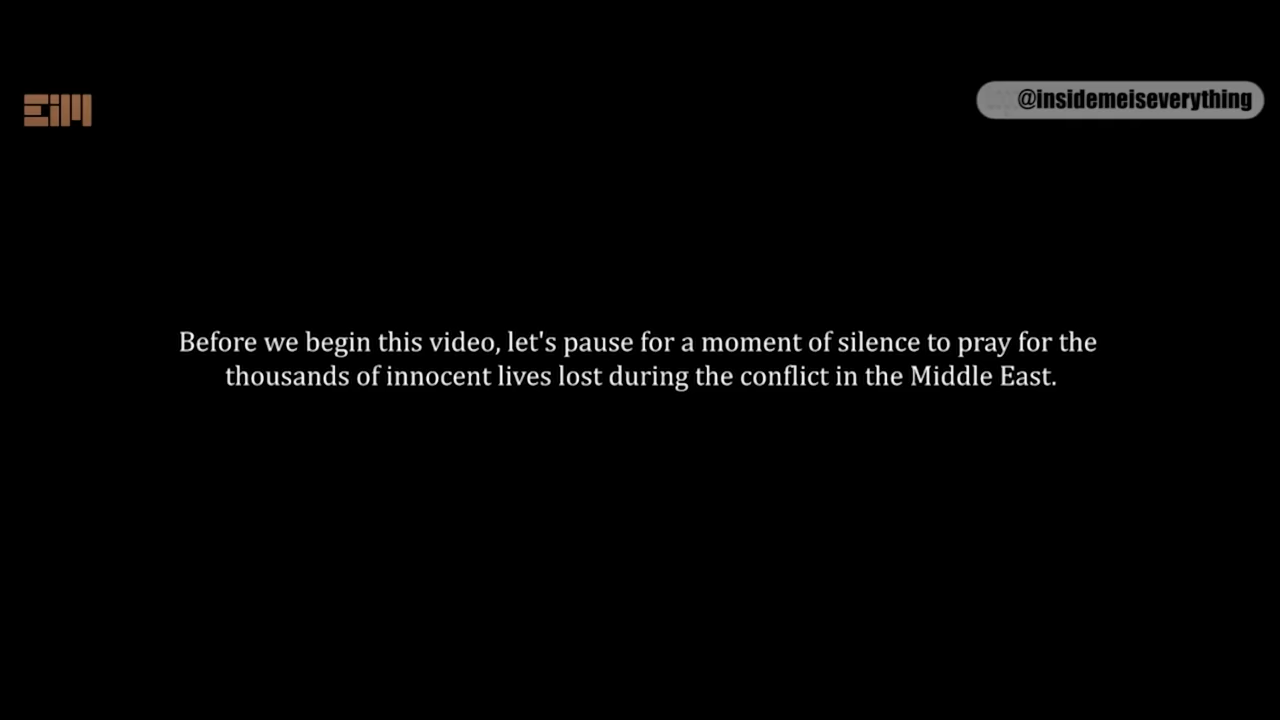 EiM
@insidemeiseverything
Before we begin this video, let's pause for a moment of silence to pray for the
thousands of innocent lives lost during the conflict in the Middle East.